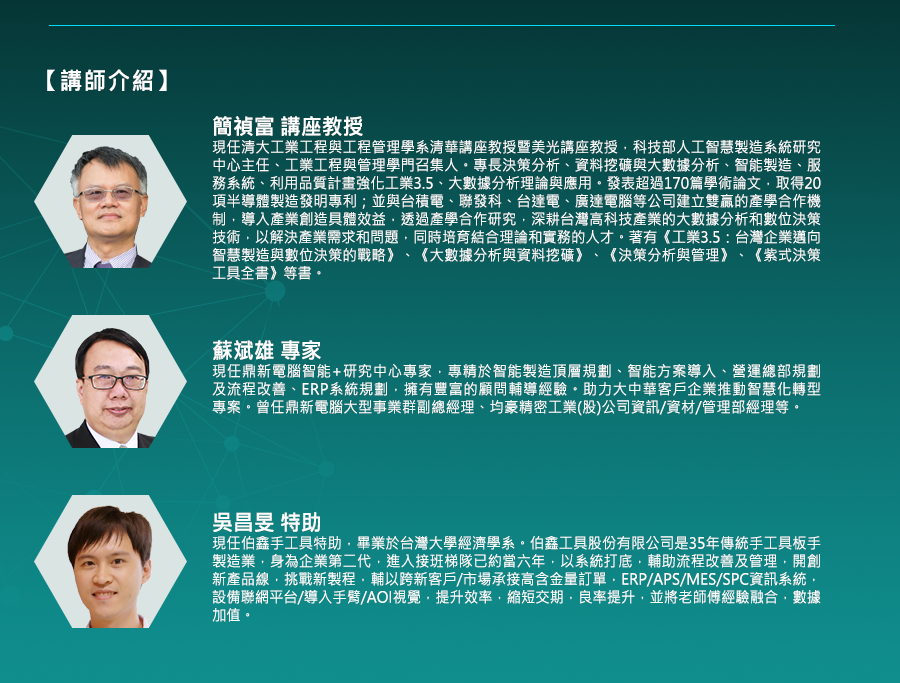 【講師介紹】
簡禎富 講座教授
現任清大工業工程與工程管理學系清華講座教授暨美光講座教授，科技部人工智慧製造系統研究
中心主任、工業工程與管理學門召集人。專長決策分析、資料挖礦與大數據分析、智能製造、服
務系統、利用品質計畫強化工業3.5、大數據分析理論與應用。發表超過170篇學術論文，取得20
項半導體製造發明專利；並與台積電、聯發科、台達電、廣達電腦等公司建立雙贏的產學合作機
制，導入產業創造具體效益，透過產學合作研究，深耕台灣高科技產業的大數據分析和數位決策
技術，以解決產業需求和問題，同時培育結合理論和實務的人才。著有《工業3.5：台灣企業邁向
智慧製造與數位決策的戰略》、《大數據分析與資料挖礦》、《決策分析與管理》、《紫式決策
工具全書》等書。
蘇斌雄 專家
現任鼎新電腦智能+研究中心專家，專精於智能製造頂層規劃、智能方案導入、營運總部規劃
及流程改善、ERP系統規劃，擁有豐富的顧問輔導經驗。助力大中華客戶企業推動智慧化轉型
專案。曾任鼎新電腦大型事業群副總經理、均豪精密工業(股)公司資訊/資材/管理部經理等。
吳昌旻 特助
現任伯鑫手工具特助，畢業於台灣大學經濟學系。伯鑫工具股份有限公司是35年傳統手工具板手
製造業，身為企業第二代，進入接班梯隊已約當六年，以系統打底，輔助流程改善及管理，開創
新產品線，挑戰新製程，輔以跨新客戶/市場承接高含金量訂單，ERP/APS/MES/SPC資訊系統，
設備聯網平台/導入手臂/AOI視覺，提升效率，縮短交期，良率提升，並將老師傅經驗融合，數據
加值。